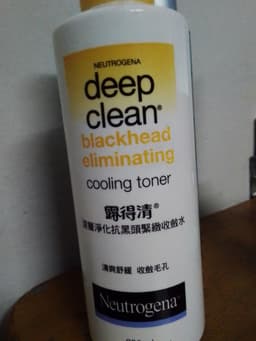 NEUTROGENA
deep
clean®
blackhead
eliminating
cooling toner
露得清®
深層淨化抗黑頭緊緻收斂水
清爽舒緩 收斂毛孔
Neutrogena®